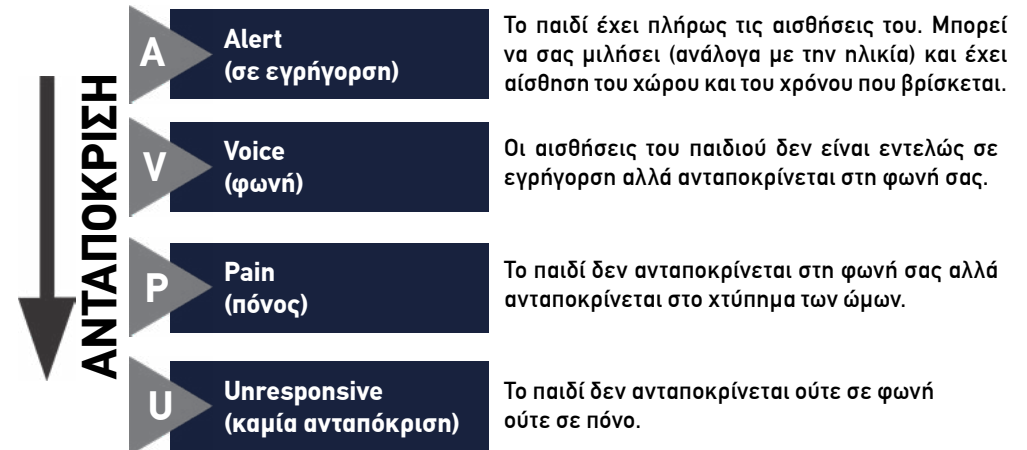 ΑΝΤΑΠΟΚΡΙΣΗ
A
Alert
(σε εγρήγορση)
Το παιδί έχει πλήρως τις αισθήσεις του. Μπορεί
να σας μιλήσει (ανάλογα με την ηλικία) και έχει
αίσθηση του χώρου και του χρόνου που βρίσκεται.
V
Voice
(φωνή)
Οι αισθήσεις του παιδιού δεν είναι εντελώς σε
εγρήγορση αλλά ανταποκρίνεται στη φωνή σας.
P
Pain
(πόνος)
Το παιδί δεν ανταποκρίνεται στη φωνή σας αλλά
ανταποκρίνεται στο χτύπημα των ώμων.
U
Unresponsive
(καμία ανταπόκριση)
Το παιδί δεν ανταποκρίνεται ούτε σε φωνή
ούτε σε πόνο.